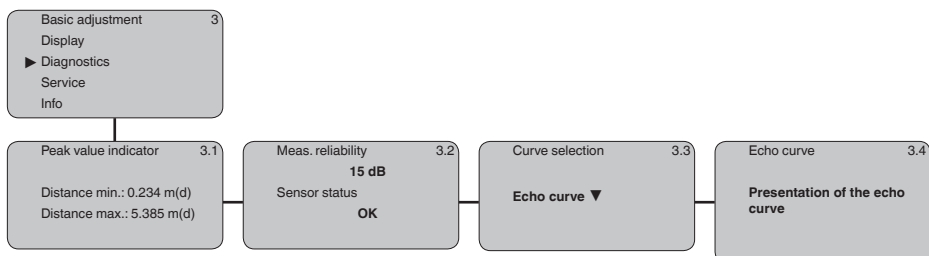 Basic adjustment 3
Display
▶ Diagnostics
Service
Info
Peak value indicator 3.1
Distance min.: 0.234 m(d)
Distance max.: 5.385 m(d)
Meas. reliability 3.2
15 dB
Sensor status
OK
Curve selection 3.3
Echo curve ▼
Echo curve 3.4
Presentation of the echo
curve